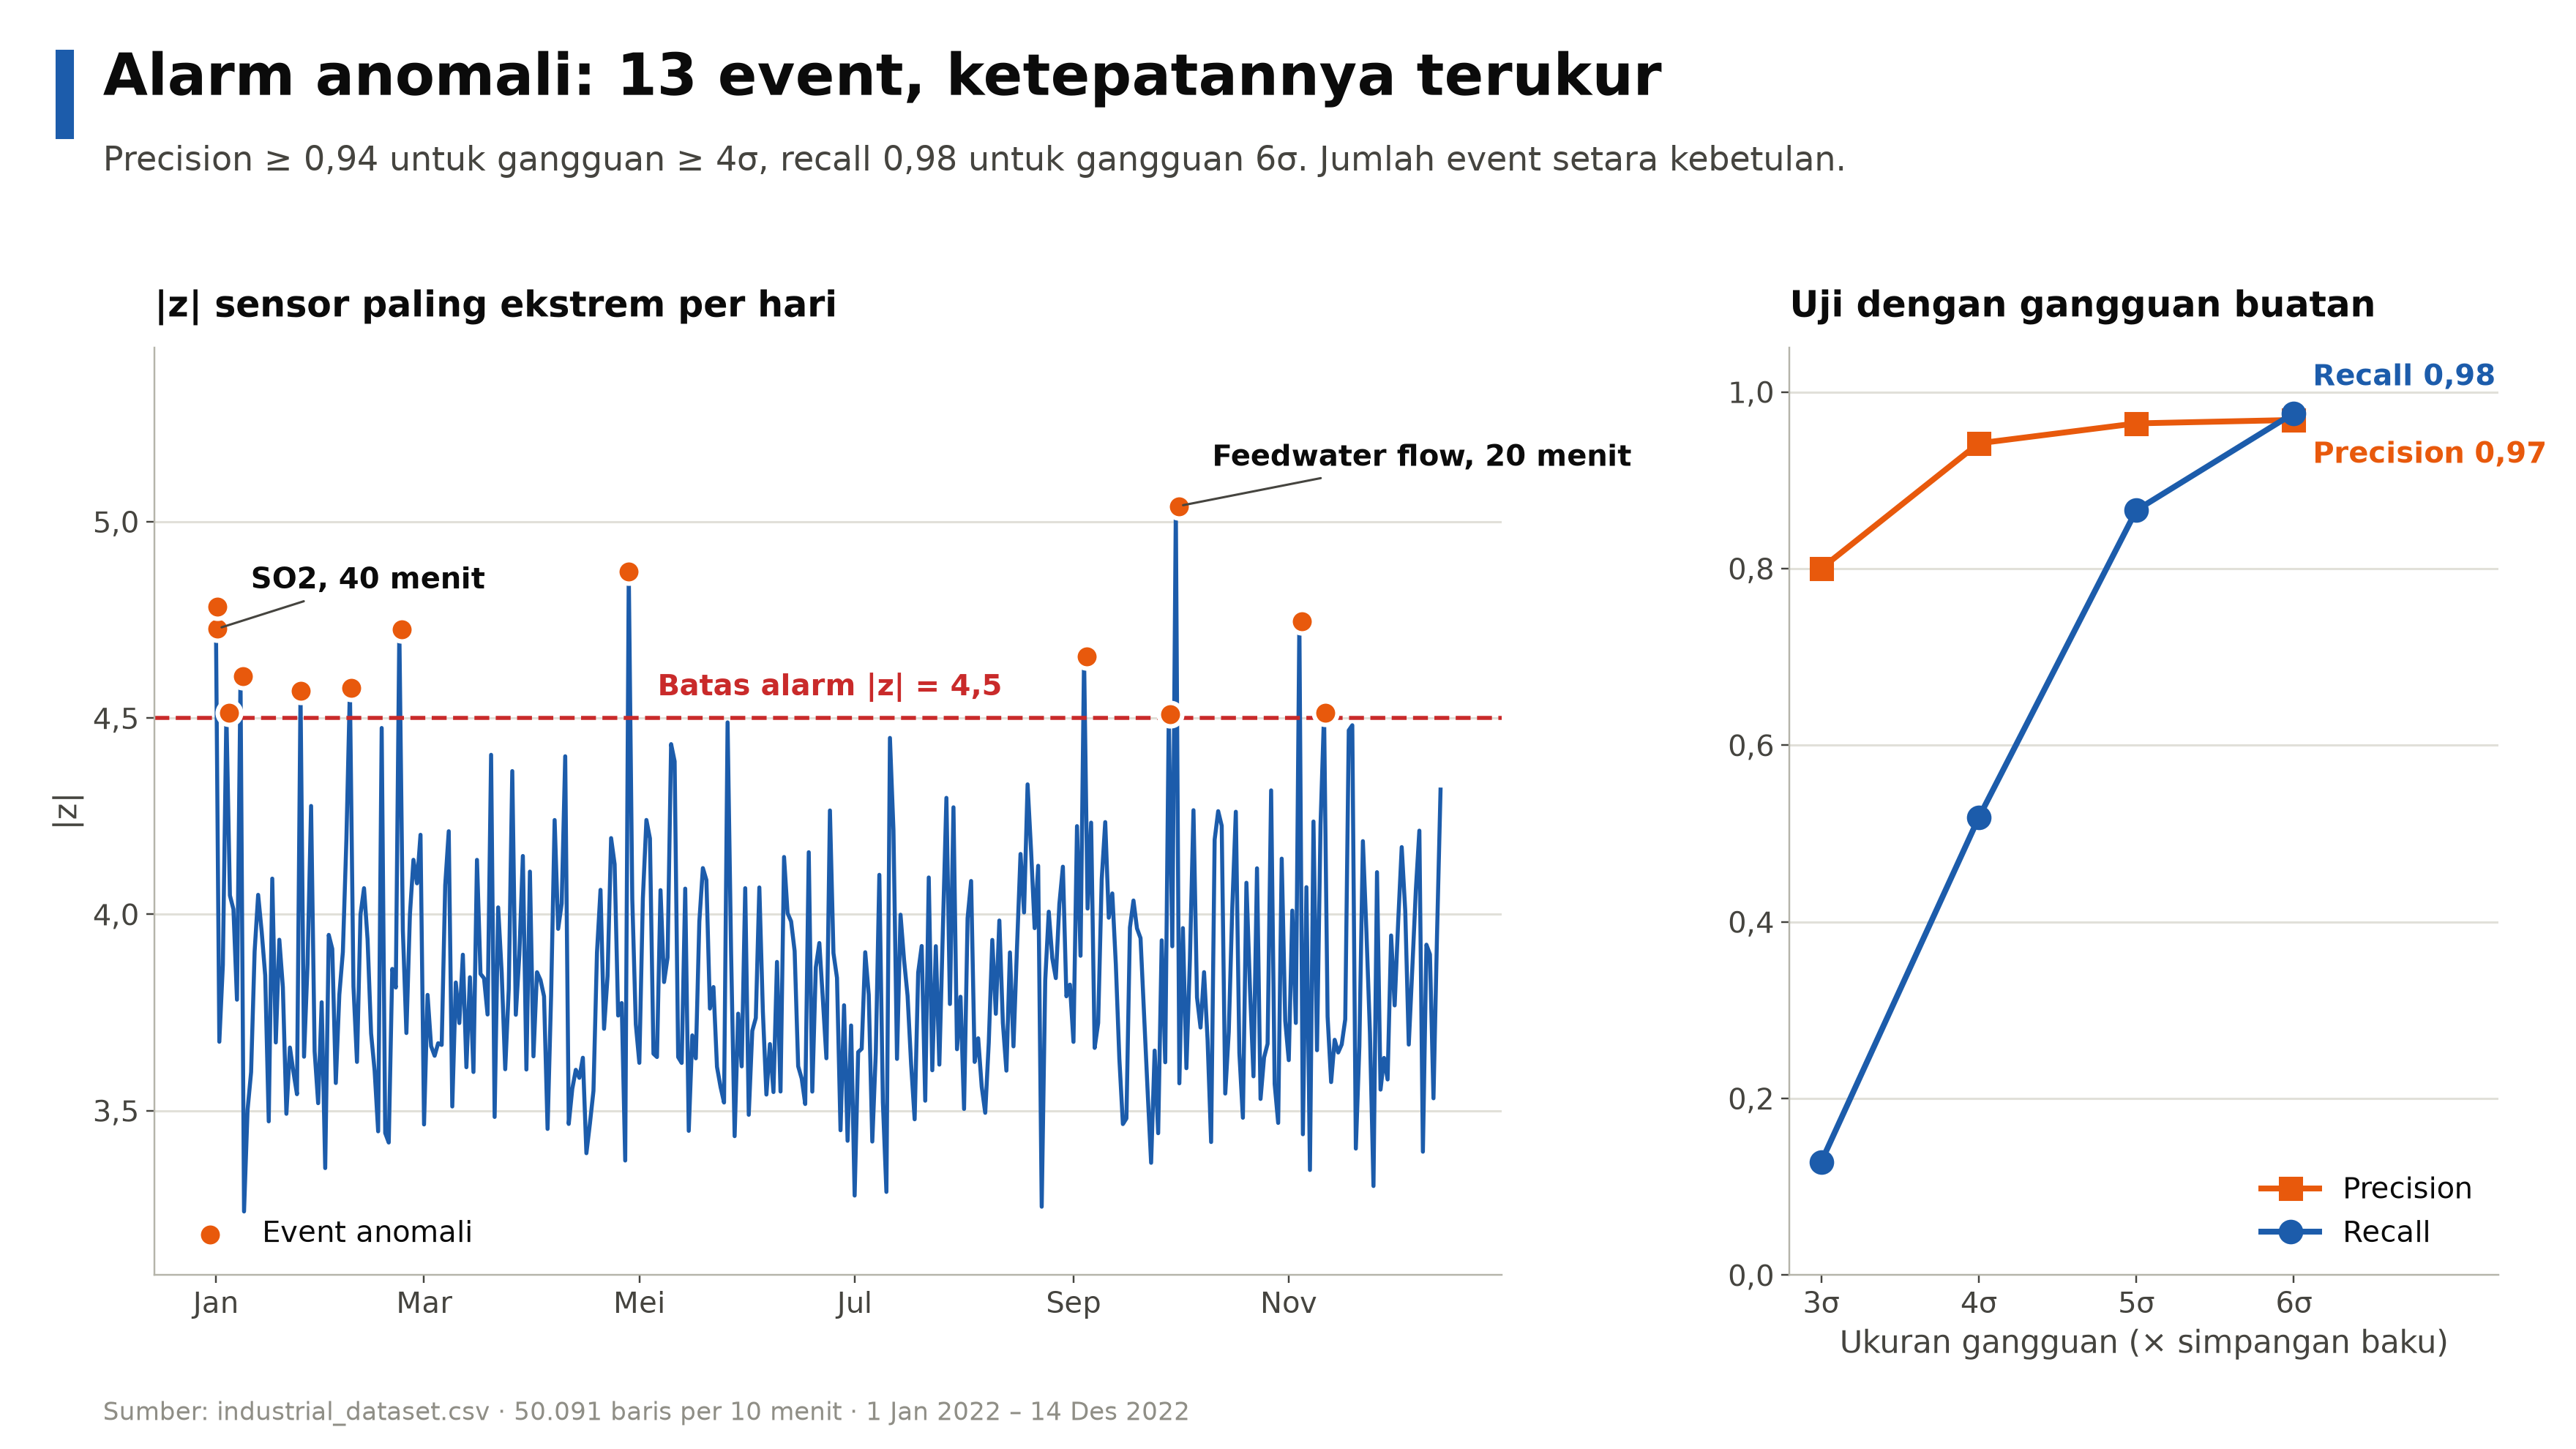 Alarm anomali: 13 event, ketepatannya terukur
Precision ≥ 0,94 untuk gangguan ≥ 4σ, recall 0,98 untuk gangguan 6σ. Jumlah event setara kebetulan.
|z| sensor paling ekstrem per hari
|z|
5,0
4,5
4,0
3,5
Feedwater flow, 20 menit
SO2, 40 menit
Batas alarm |z| = 4,5
Event anomali
Jan
Mar
Mei
Jul
Sep
Nov
Uji dengan gangguan buatan
1,0
0,8
0,6
0,4
0,2
0,0
Recall 0,98
Precision 0,97
Precision
Recall
3σ
4σ
5σ
6σ
Ukuran gangguan (× simpangan baku)
Sumber: industrial_dataset.csv · 50.091 baris per 10 menit · 1 Jan 2022 – 14 Des 2022